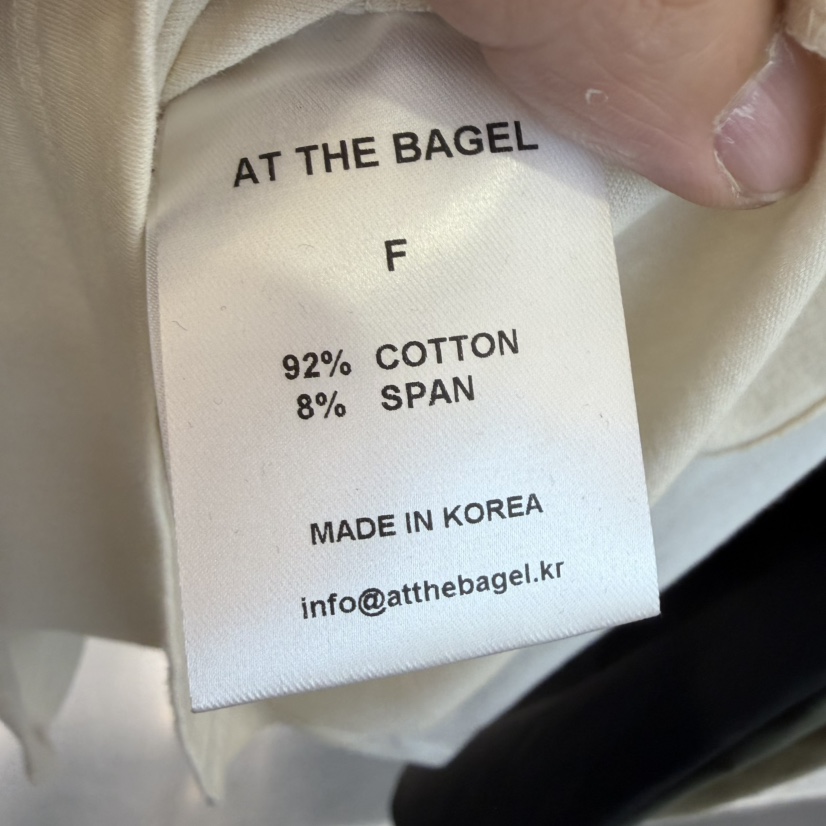 AT THE BAGEL
F
92% COTTON
8% SPAN
MADE IN KOREA
info@atthebagel.kr